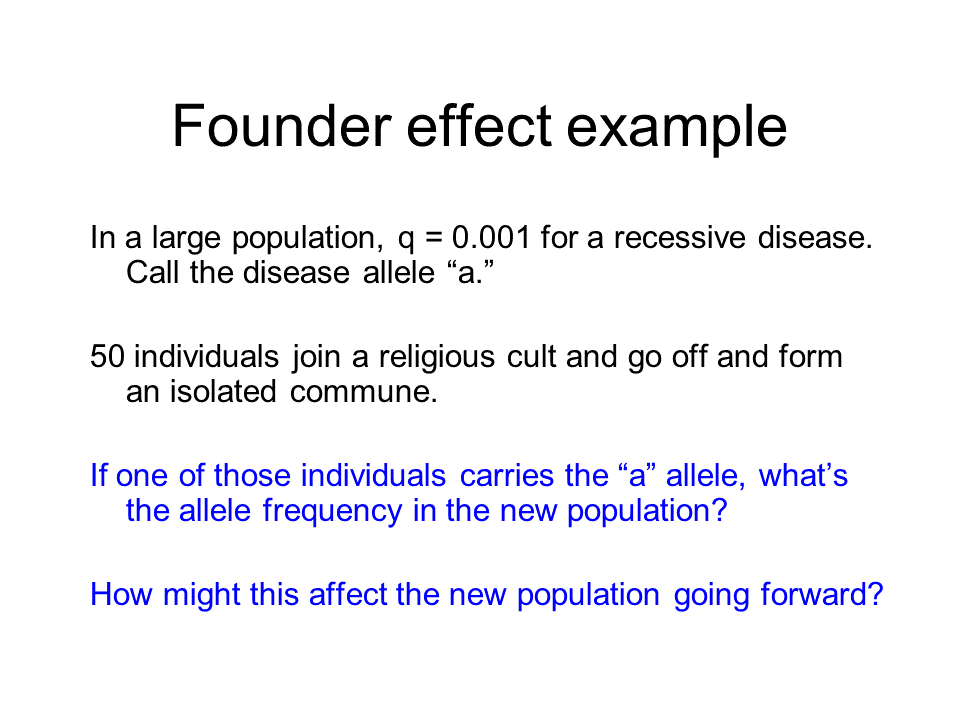 Founder effect example
In a large population, q = 0.001 for a recessive disease.
Call the disease allele “a.”
50 individuals join a religious cult and go off and form
an isolated commune.
If one of those individuals carries the “a” allele, what’s
the allele frequency in the new population?
How might this affect the new population going forward?